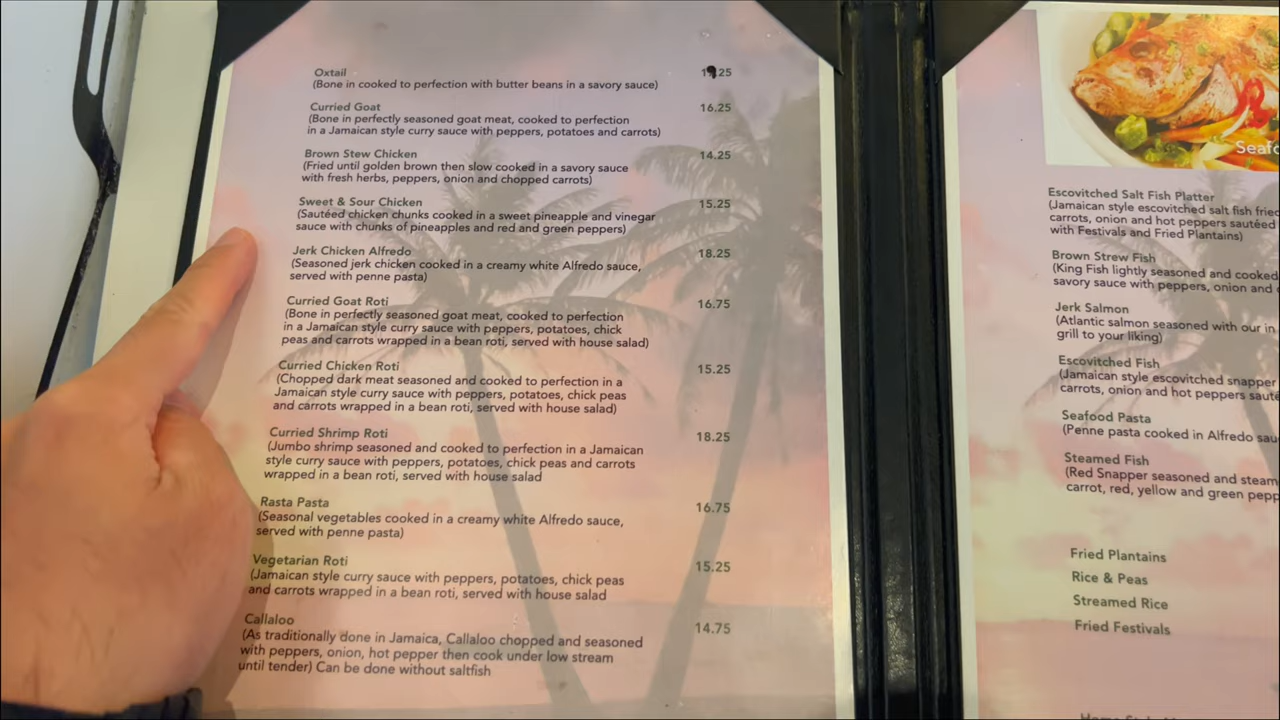 Oxtail
(Bone in cooked to perfection with butter beans in a savory sauce)
Curried Goat 16.25
(Bone in perfectly seasoned goat meat, cooked to perfection
in a Jamaican style curry sauce with peppers, potatoes and carrots)
Brown Stew Chicken 14.25
(Fried until golden brown then slow cooked in a savory sauce
with fresh herbs, peppers, onion and chopped carrots)
Sweet & Sour Chicken 15.25
(Sautéed chicken chunks cooked in a sweet pineapple and vinegar
sauce with chunks of pineapples and red and green peppers)
Jerk Chicken Alfredo 18.25
(Seasoned jerk chicken cooked in a creamy white Alfredo sauce,
served with penne pasta)
Curried Goat Roti 16.75
(Bone in perfectly seasoned goat meat, cooked to perfection
in a Jamaican style curry sauce with peppers, potatoes, chick
peas and carrots wrapped in a bean roti, served with house salad)
Curried Chicken Roti 15.25
(Chopped dark meat seasoned and cooked to perfection in a
Jamaican style curry sauce with peppers, potatoes, chick peas
and carrots wrapped in a bean roti, served with house salad)
Curried Shrimp Roti 18.25
(Jumbo shrimp seasoned and cooked to perfection in a Jamaican
style curry sauce with peppers, potatoes, chick peas and carrots
wrapped in a bean roti, served with house salad
Rasta Pasta 16.75
(Seasonal vegetables cooked in a creamy white Alfredo sauce,
served with penne pasta)
Vegetarian Roti 15.25
(Jamaican style curry sauce with peppers, potatoes, chick peas
and carrots wrapped in a bean roti, served with house salad
Callaloo 14.75
(As traditionally done in Jamaica, Callaloo chopped and seasoned
with peppers, onion, hot pepper then cook under low stream
until tender) Can be done without saltfish
Escovitched Salt Fish Platter
(Jamaican style escovitched salt fish fried
carrots, onion and hot peppers sautéed
with Festivals and Fried Plantains)
Brown Strew Fish
(King Fish lightly seasoned and cooked
savory sauce with peppers, onion and
Jerk Salmon
(Atlantic salmon seasoned with our in
grill to your liking)
Escovitched Fish
(Jamaican style escovitched snapper
carrots, onion and hot peppers
Seafood Pasta
(Penne pasta cooked in Alfredo
Steamed Fish
(Red Snapper seasoned and
carrot, red, yellow and green
Fried Plantains
Rice & Peas
Streamed Rice
Fried Festivals